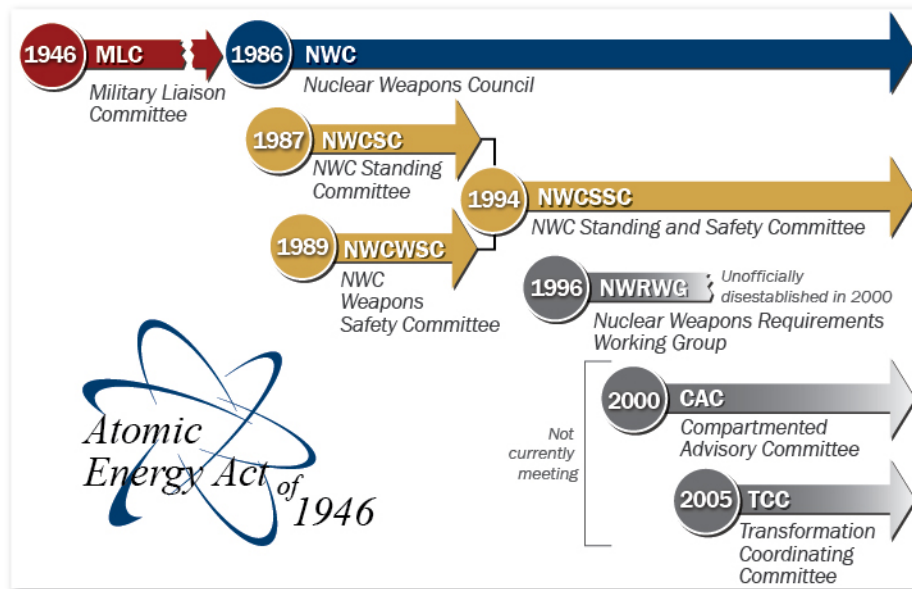 1946 MLC
Military Liaison
Committee
1986 NWC
Nuclear Weapons Council
1987 NWCSC
NWC Standing
Committee
1989 NWCWSC
NWC
Weapons
Safety Committee
1994 NWCSSC
NWC Standing and Safety Committee
1996 NWRWG
Unofficially
disestablished in 2000
Nuclear Weapons Requirements
Working Group
Not
currently
meeting
2000 CAC
Compartmented
Advisory Committee
2005 TCC
Transformation
Coordinating
Committee
Atomic
Energy Act of
1946